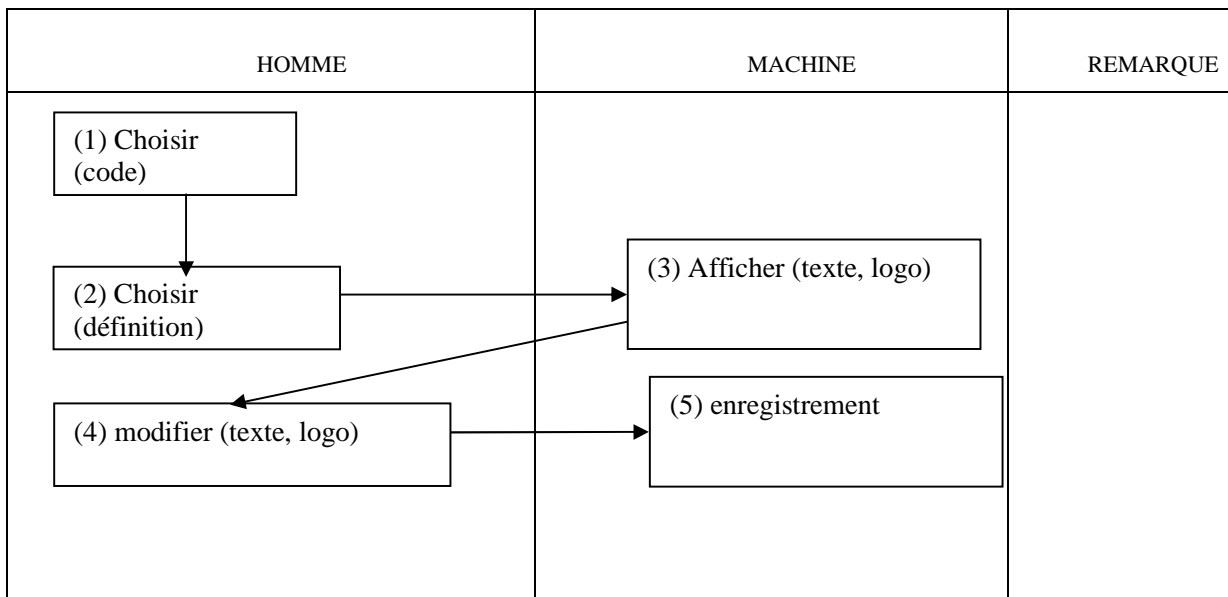 HOMME
MACHINE
REMARQUE
(1) Choisir
(code)
(2) Choisir
(définition)
(3) Afficher (texte, logo)
(4) modifier (texte, logo)
(5) enregistrement